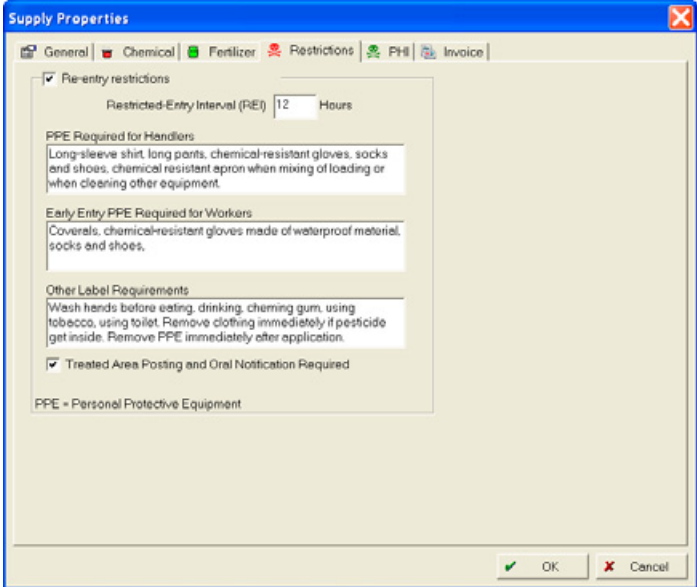 Supply Properties
General Chemical Fertilizer Restrictions PHI Invoice
Re-entry restrictions
Restricted-Entry Interval (REI) 12 Hours
PPE Required for Handlers
Long-sleeve shirt, long pants, chemical-resistant gloves, socks
and shoes, chemical resistant apron when mixing of loading or
when cleaning other equipment.
Early Entry PPE Required for Workers
Coverals, chemical-resistant gloves made of waterproof material,
socks and shoes,
Other Label Requirements
Wash hands before eating, drinking, cheming gum, using
tobacco, using toilet. Remove clothing immediately if pesticide
get inside. Remove PPE immediately after application.
Treated Area Posting and Oral Notification Required
PPE = Personal Protective Equipment
OK Cancel